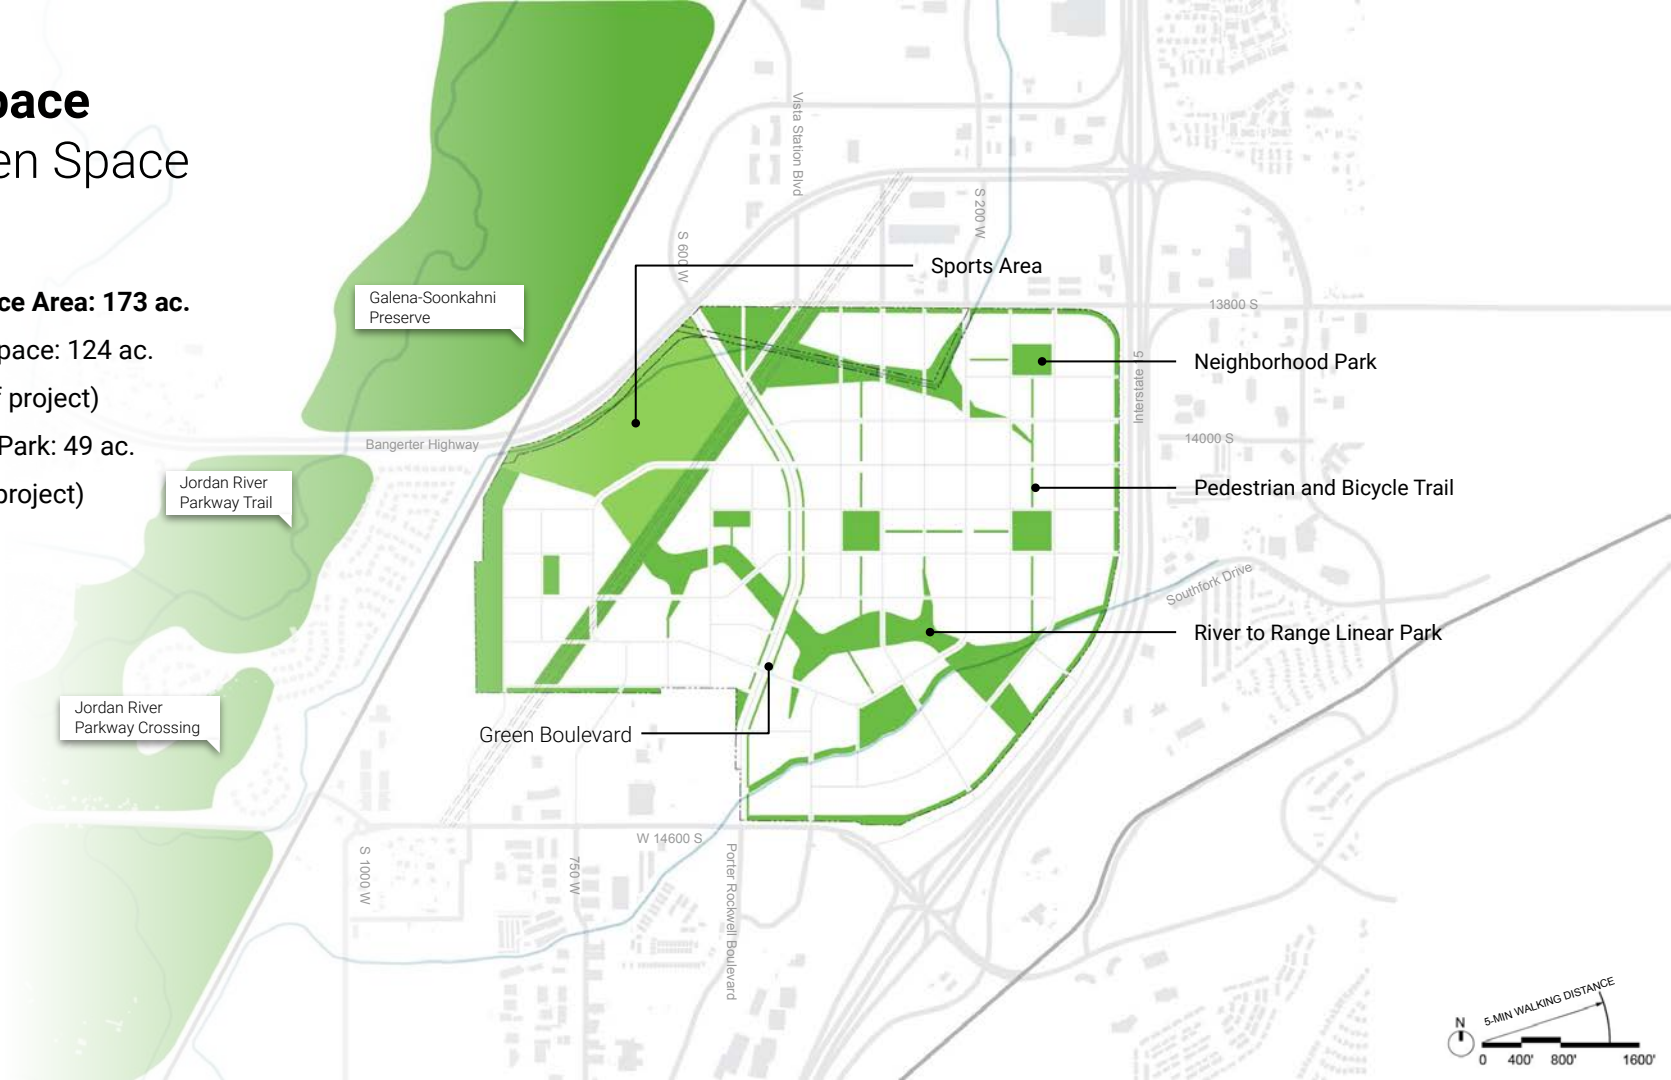 pace
en Space
ce Area: 173 ac.
pace: 124 ac.
f project)
Park: 49 ac.
project)
Galena-Soonkahni
Preserve
Bangerter Highway
Jordan River
Parkway Trail
Jordan River
Parkway Crossing
Vista Station Blvd
S 600 W
S 200 W
Sports Area
13800 S
Neighborhood Park
Interstate 5
14000 S
Pedestrian and Bicycle Trail
Southfork Drive
River to Range Linear Park
Green Boulevard
W 14600 S
S 1000 W
750 W
Porter Rockwell Boulevard
5-MIN WALKING DISTANCE
N
0 400' 800' 1600'